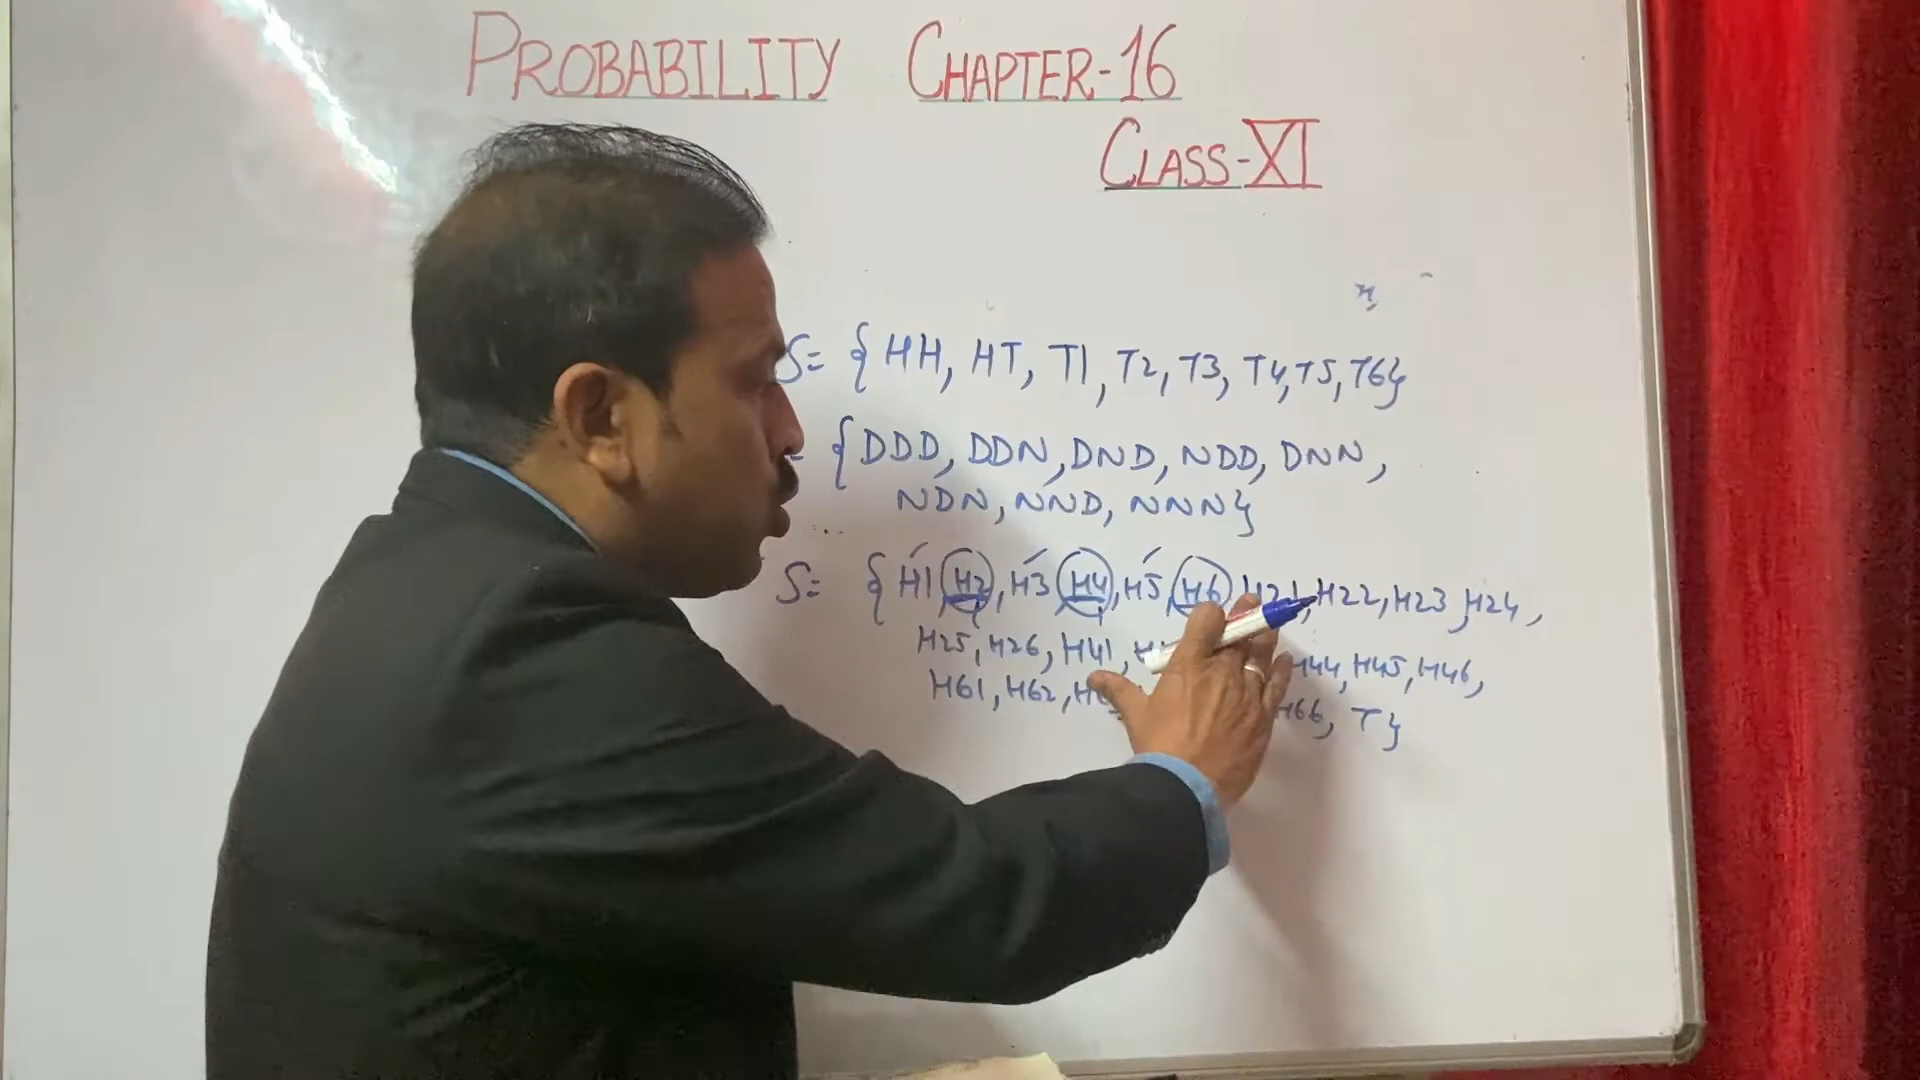 PROBABILITY CHAPTER-16
CLASS-XI
S= { HH, HT, T1, T2, T3, T4, T5, T6}
= {DDD, DDN, DND, NDD, DNN,
NDN, NND, NNN}
S= { H1, H2, H3, H4, H5, H6, H21, H22, H23, H24,
H25, H26, H41, H44, H45, H46,
H61, H62, H66, T}